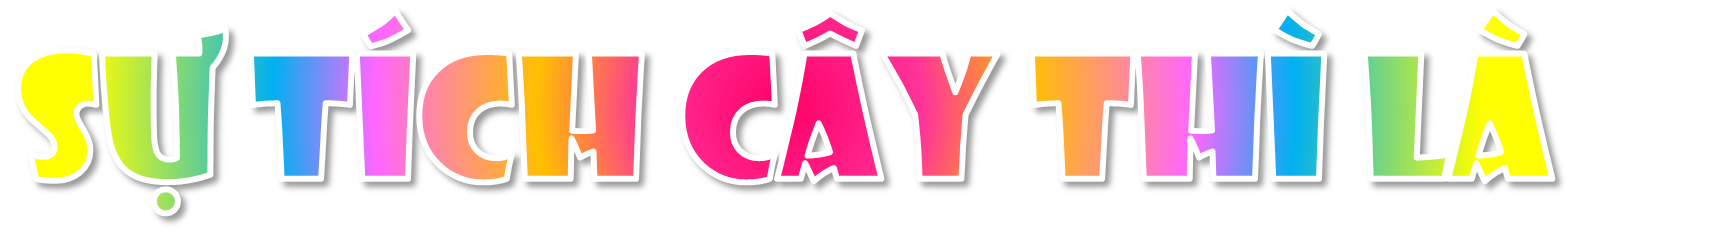 SỰ TÍCH CÂY THÌ LÀ